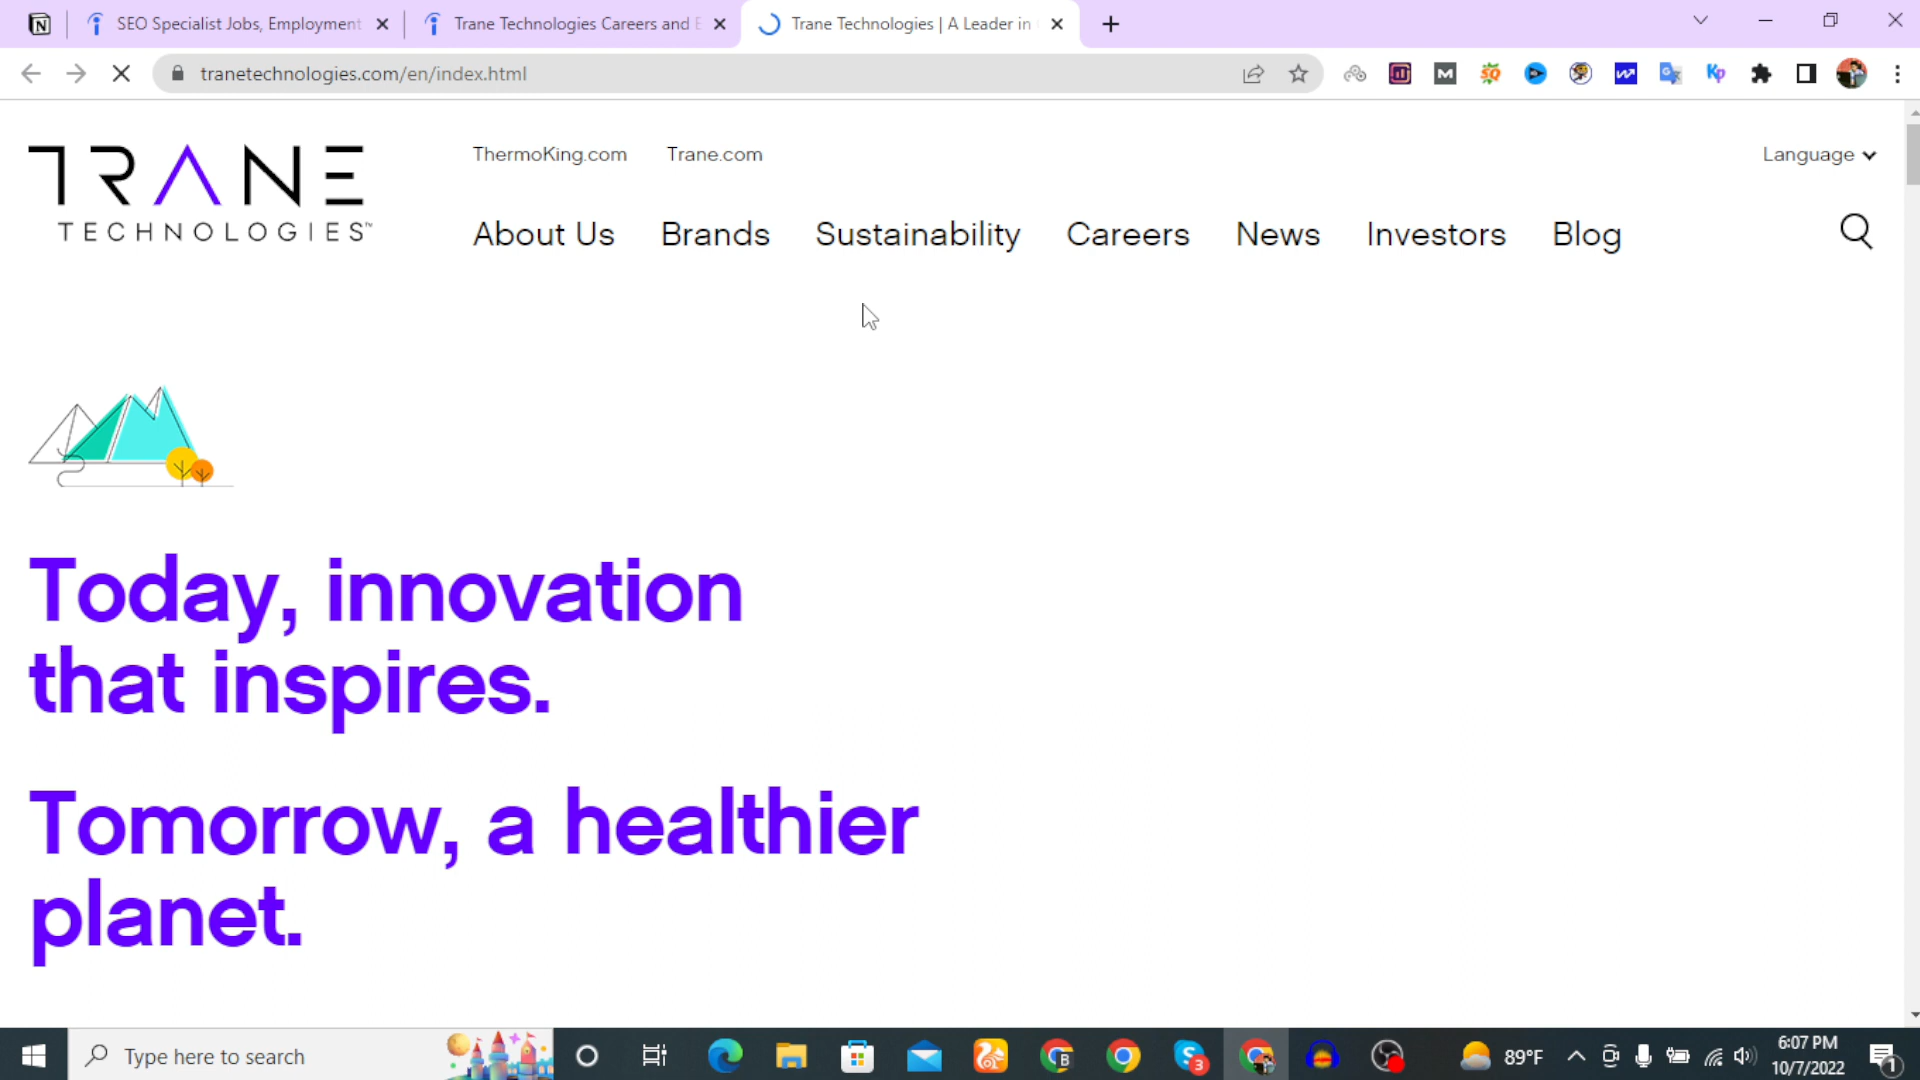 SEO Specialist Jobs, Employment
Trane Technologies Careers and E
Trane Technologies | A Leader in
tranetechnologies.com/en/index.html
TRANE
TECHNOLOGIES™
ThermoKing.com
Trane.com
Language
About Us
Brands
Sustainability
Careers
News
Investors
Blog
Today, innovation
that inspires.
Tomorrow, a healthier
planet.
Type here to search
89°F
6:07 PM
10/7/2022